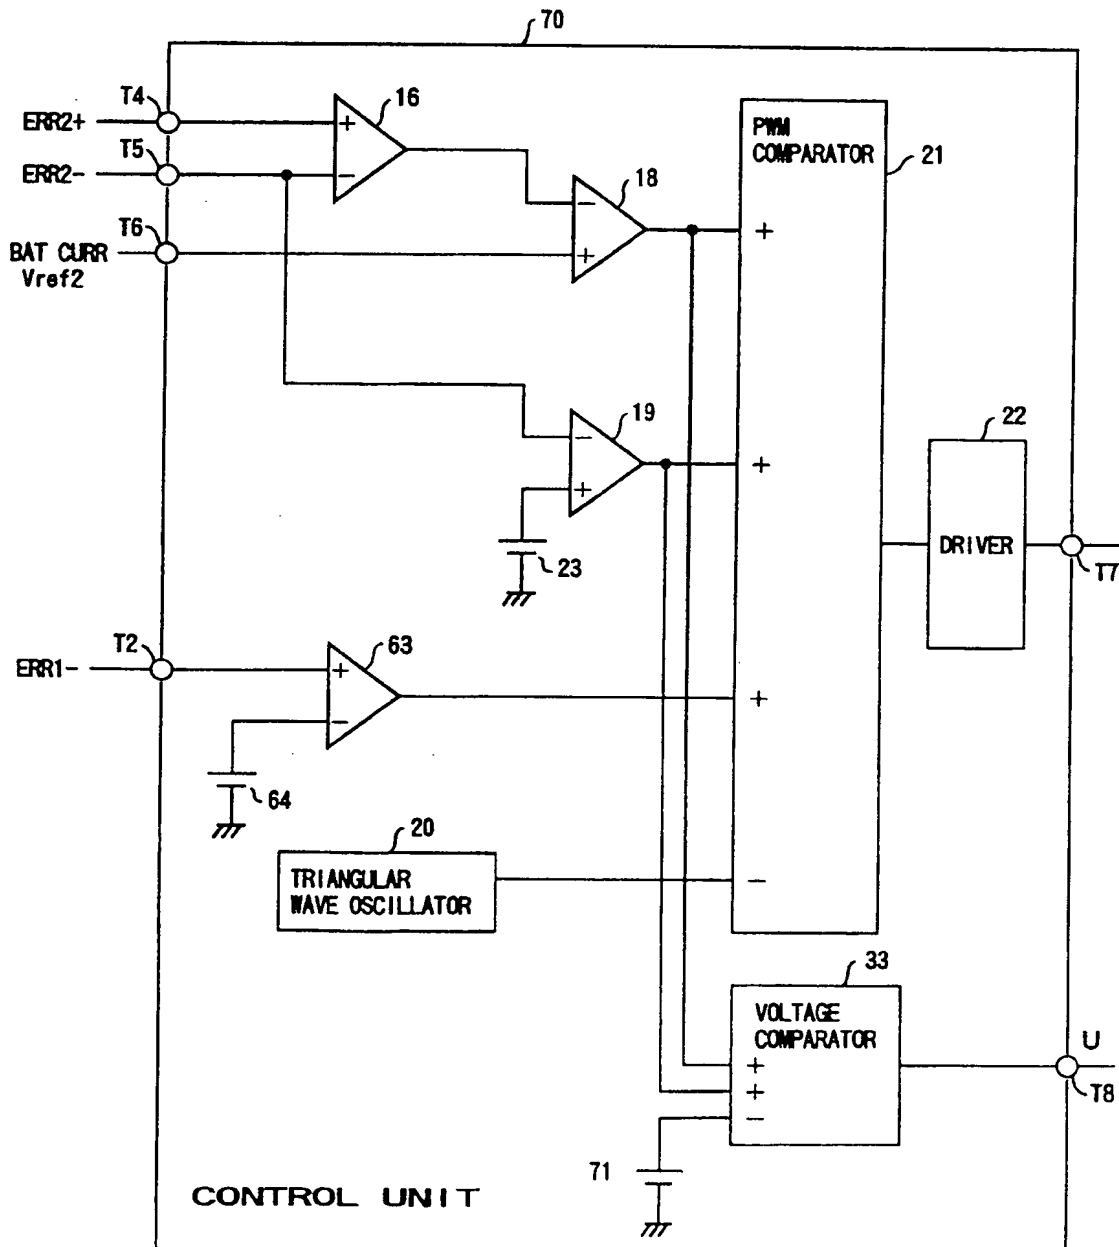 70
T4
ERR2+
16
+
T5
ERR2-
−
PWM
COMPARATOR
21
18
−
T6
BAT CURR
Vref2
+
+
19
−
+
+
22
DRIVER
T7
23
T2
ERR1-
63
+
−
+
64
20
TRIANGULAR
WAVE OSCILLATOR
−
33
VOLTAGE
COMPARATOR
U
+
+
−
T8
71
CONTROL UNIT